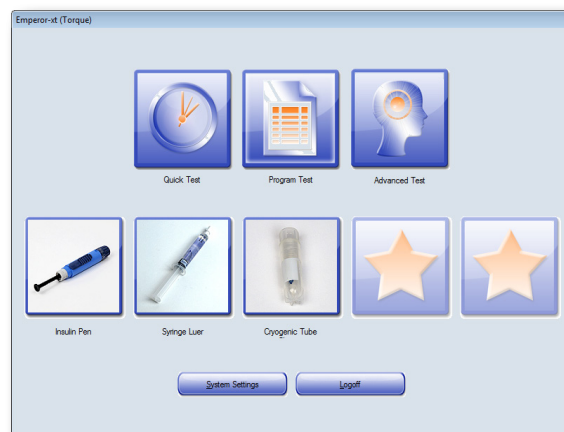 Emperor-xt (Torque)
Quick Test
Program Test
Advanced Test
Insulin Pen
Syringe Luer
Cryogenic Tube
System Settings
Logoff